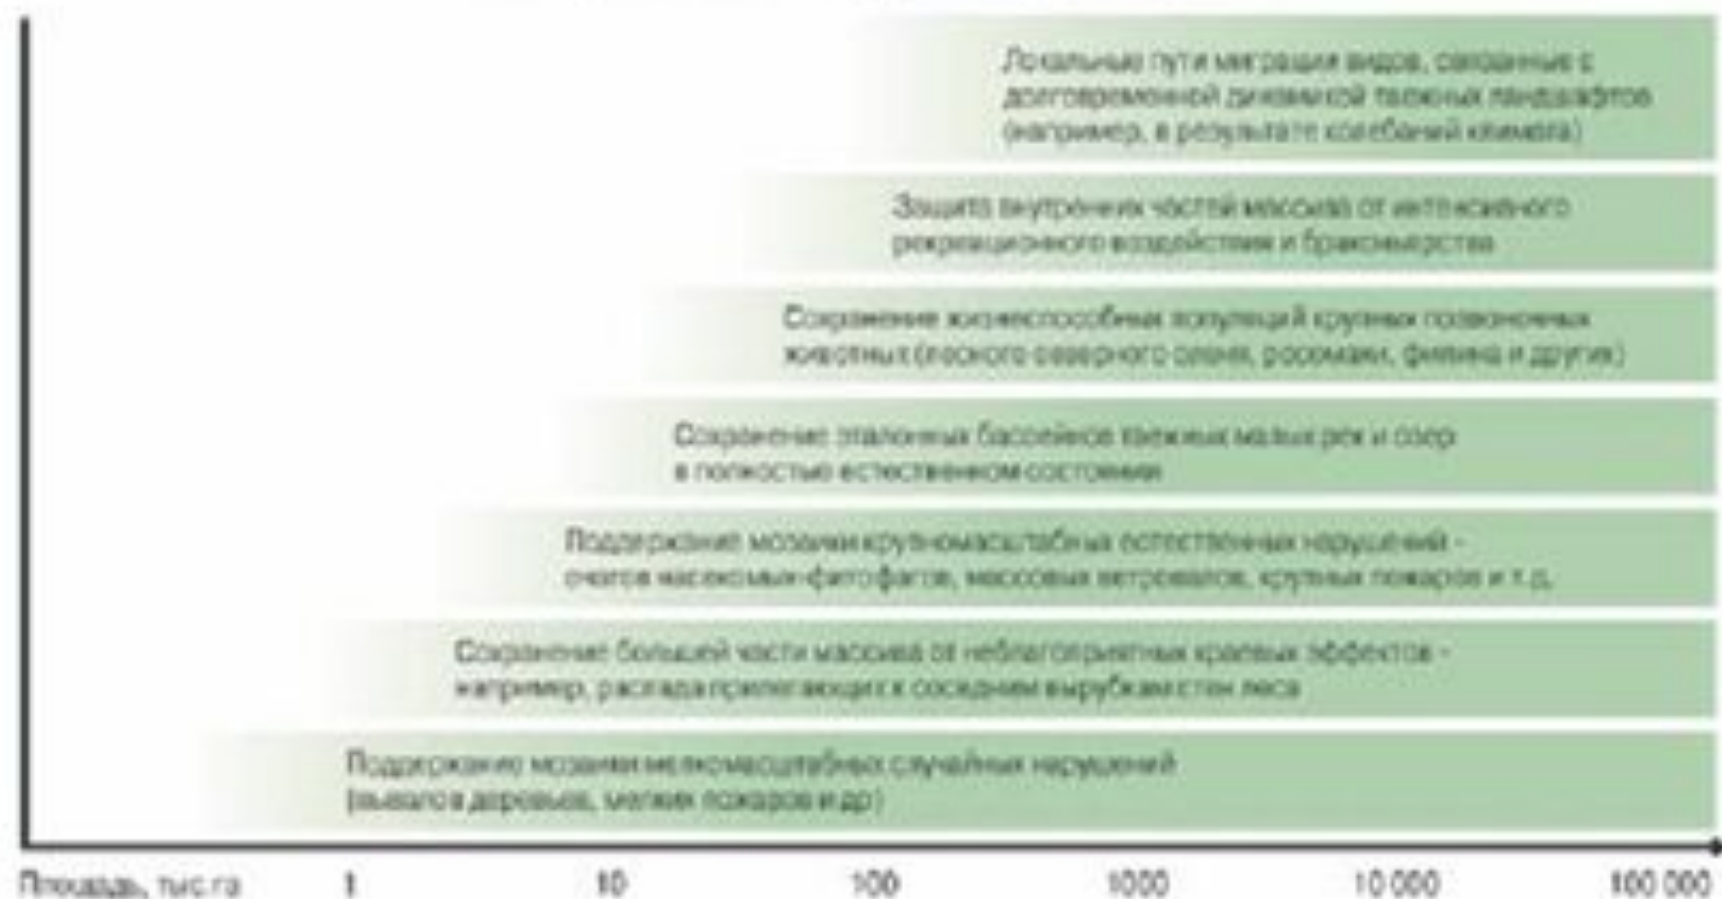 Локальные пути миграции видов, связанные с
долговременной динамикой таежных ландшафтов
(например, в результате колебаний климата)
Защита внутренних частей массива от интенсивного
рекреационного воздействия и браконьерства
Сохранение жизнеспособных популяций крупных позвоночных
животных (лесного северного оленя, росомахи, филина и других)
Сохранение эталонных бассейнов таежных малых рек и озер
в полностью естественном состоянии
Поддержание мозаики крупномасштабных естественных нарушений -
очагов насекомых-фитофагов, массовых ветровалов, крупных пожаров и т.д.
Сохранение большей части массива от неблагоприятных краевых эффектов -
например, распада прилегающих к соседним вырубкам стен леса
Поддержание мозаики мелкомасштабных случайных нарушений
(вывалов деревьев, мелких пожаров и др)
Площадь, тыс.га 1 10 100 1000 10 000 100 000